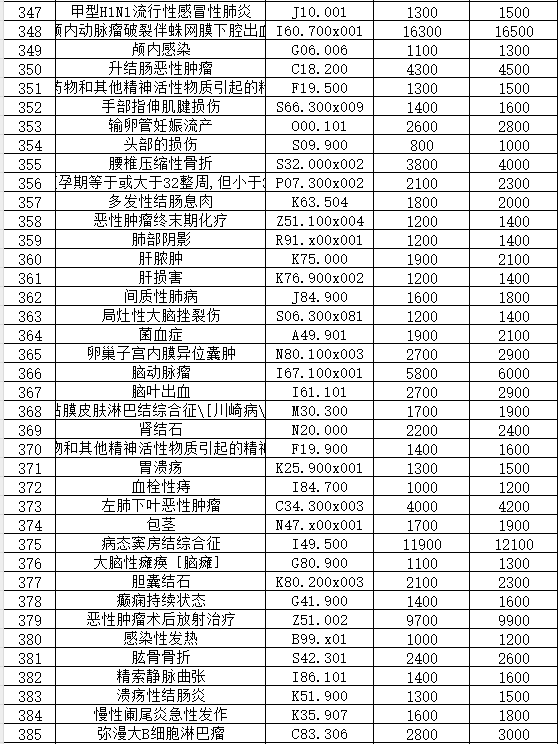 347 甲型H1N1流行性感冒性肺炎 J10.001 1300 1500
348 颅内动脉瘤破裂伴蛛网膜下腔出血 I60.700x001 16300 16500
349 颅内感染 G06.006 1100 1300
350 升结肠恶性肿瘤 C18.200 4300 4500
351 药物和其他精神活性物质引起的精 F19.500 1300 1500
352 手部指伸肌腱损伤 S66.300x009 1400 1600
353 输卵管妊娠流产 O00.101 2600 2800
354 头部的损伤 S09.900 800 1000
355 腰椎压缩性骨折 S32.000x002 3800 4000
356 孕期等于或大于32整周,但小于3 P07.300x002 2100 2300
357 多发性结肠息肉 K63.504 1800 2000
358 恶性肿瘤终末期化疗 Z51.100x004 1200 1400
359 肺部阴影 R91.x00x001 1200 1400
360 肝脓肿 K75.000 1900 2100
361 肝损害 K76.900x002 1200 1400
362 间质性肺病 J84.900 1600 1800
363 局灶性大脑挫裂伤 S06.300x081 1200 1400
364 菌血症 A49.901 1900 2100
365 卵巢子宫内膜异位囊肿 N80.100x003 2700 2900
366 脑动脉瘤 I67.100x001 5800 6000
367 脑叶出血 I61.101 2700 2900
368 粘膜皮肤淋巴结综合征\[川崎病\ M30.300 1700 1900
369 肾结石 N20.000 2200 2400
370 物和其他精神活性物质引起的精神 F19.900 1400 1600
371 胃溃疡 K25.900x001 1300 1500
372 血栓性痔 I84.700 1000 1200
373 左肺下叶恶性肿瘤 C34.300x003 4000 4200
374 包茎 N47.x00x001 1700 1900
375 病态窦房结综合征 I49.500 11900 12100
376 大脑性瘫痪[脑瘫] G80.900 1100 1300
377 胆囊结石 K80.200x003 2100 2300
378 癫痫持续状态 G41.900 1400 1600
379 恶性肿瘤术后放射治疗 Z51.002 9700 9900
380 感染性发热 B99.x01 1000 1200
381 肱骨骨折 S42.301 2400 2600
382 精索静脉曲张 I86.101 1400 1600
383 溃疡性结肠炎 K51.900 1300 1500
384 慢性阑尾炎急性发作 K35.907 1600 1800
385 弥漫大B细胞淋巴瘤 C83.306 2800 3000